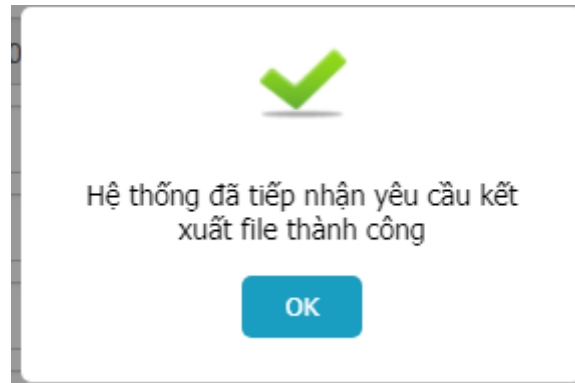 Hệ thống đã tiếp nhận yêu cầu kết
xuất file thành công
OK